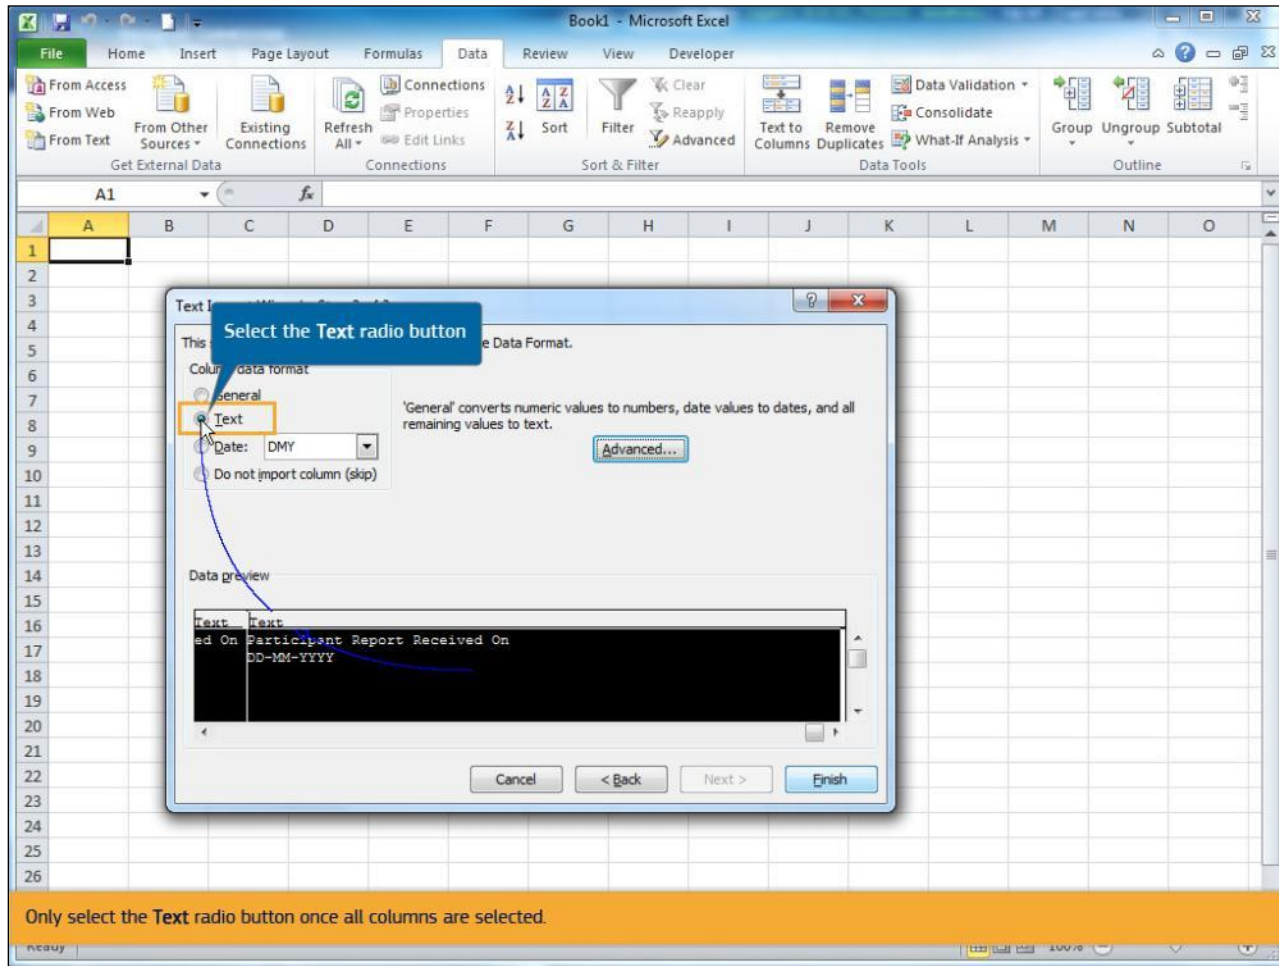 Book1 - Microsoft Excel
File Home Insert Page Layout Formulas Data Review View Developer
From Access
From Web
From Text
From Other Sources
Existing Connections
Get External Data
Refresh All
Connections
Properties
Edit Links
Connections
Sort
Filter
Clear
Reapply
Advanced
Sort & Filter
Text to Columns
Remove Duplicates
Data Validation
Consolidate
What-If Analysis
Data Tools
Group
Ungroup
Subtotal
Outline
A1 fx
A B C D E F G H I J K L M N O
1
2
3
4
5
6
7
8
9
10
11
12
13
14
15
16
17
18
19
20
21
22
23
24
25
26
Select the Text radio button
This
e Data Format.
Column data format
General
Text
Date: DMY
Do not import column (skip)
'General' converts numeric values to numbers, date values to dates, and all
remaining values to text.
Advanced...
Data preview
Text Text
ed On Participant Report Received On
DD-MM-YYYY
Cancel < Back Next > Finish
Only select the Text radio button once all columns are selected.
Ready 100%